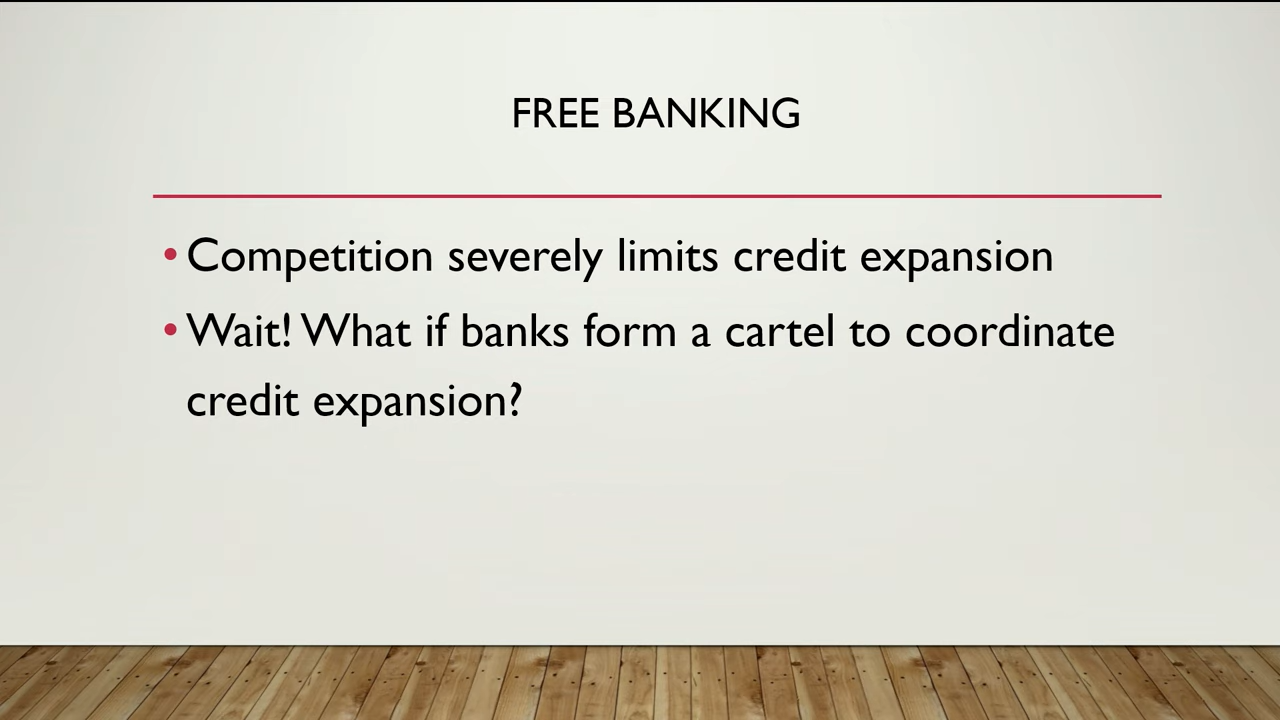 FREE BANKING
• Competition severely limits credit expansion
• Wait! What if banks form a cartel to coordinate
credit expansion?